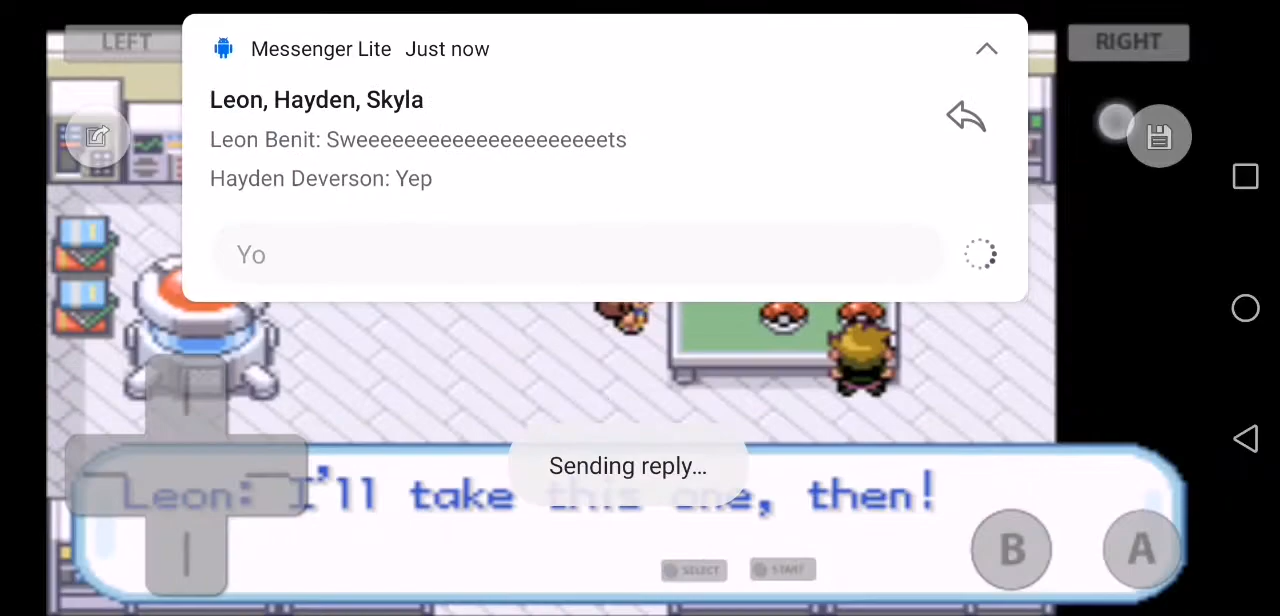 LEFT
RIGHT
Messenger Lite Just now
Leon, Hayden, Skyla
Leon Benit: Sweeeeeeeeeeeeeeeeeeeeets
Hayden Deverson: Yep
Yo
Sending reply...
Leon: I'll take this one, then!
SELECT
START
B
A